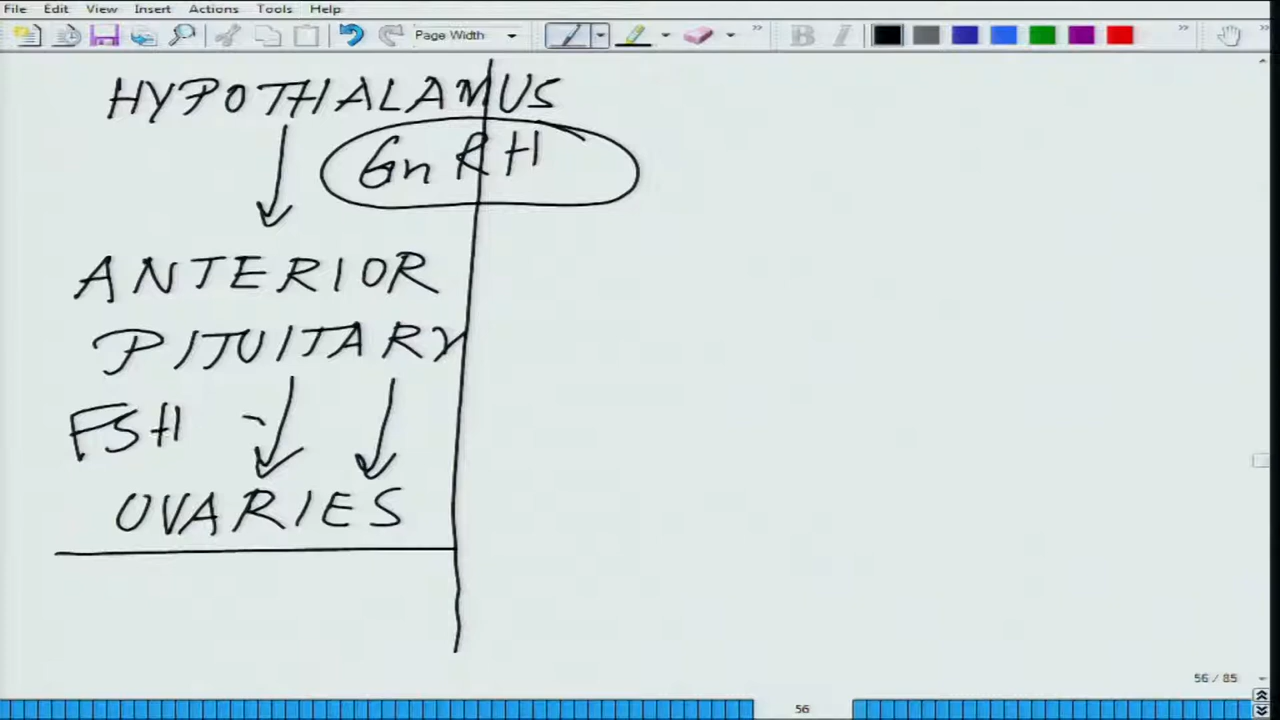 File Edit View Insert Actions Tools Help
Page Width
B I
HYPOTHALAMUS
GnRH
ANTERIOR
PITUITARY
FSH
OVARIES
56 / 85
56